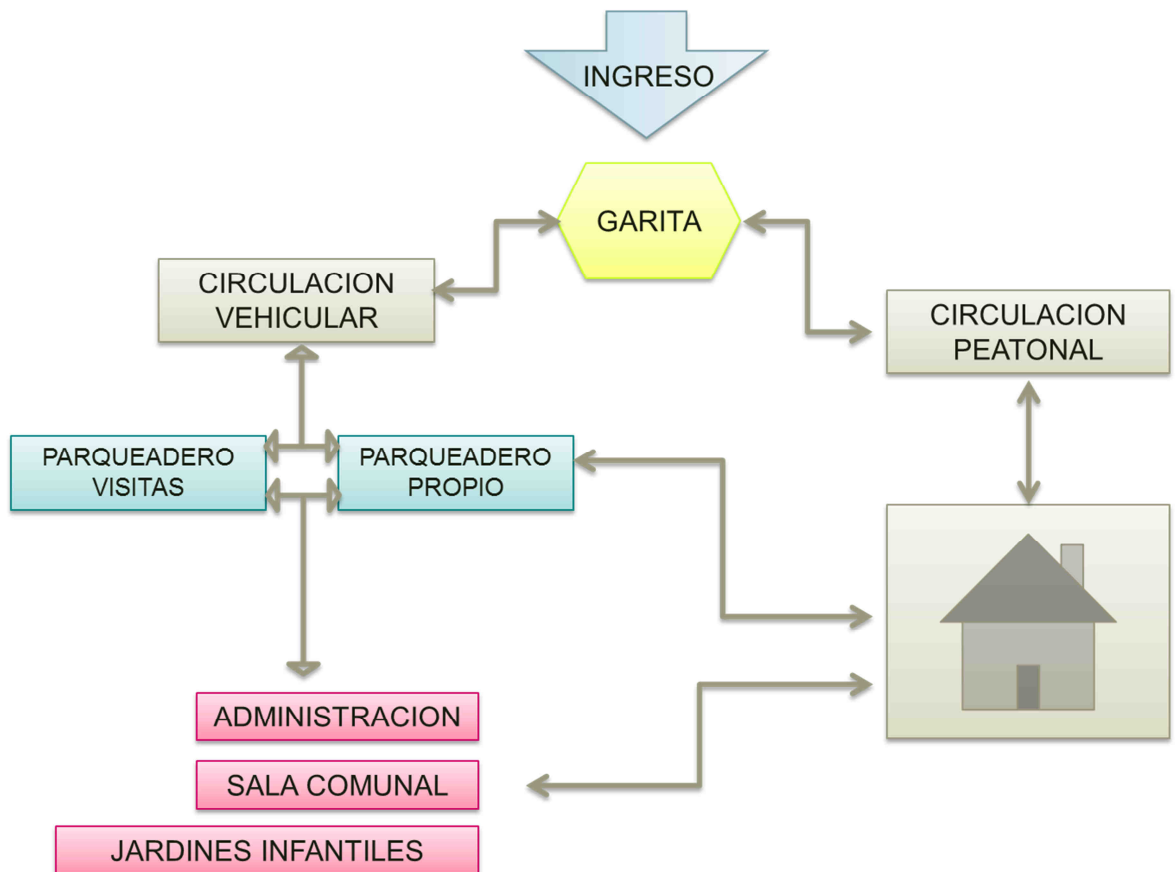 INGRESO
GARITA
CIRCULACION
VEHICULAR
CIRCULACION
PEATONAL
PARQUEADERO
VISITAS
PARQUEADERO
PROPIO
ADMINISTRACION
SALA COMUNAL
JARDINES INFANTILES